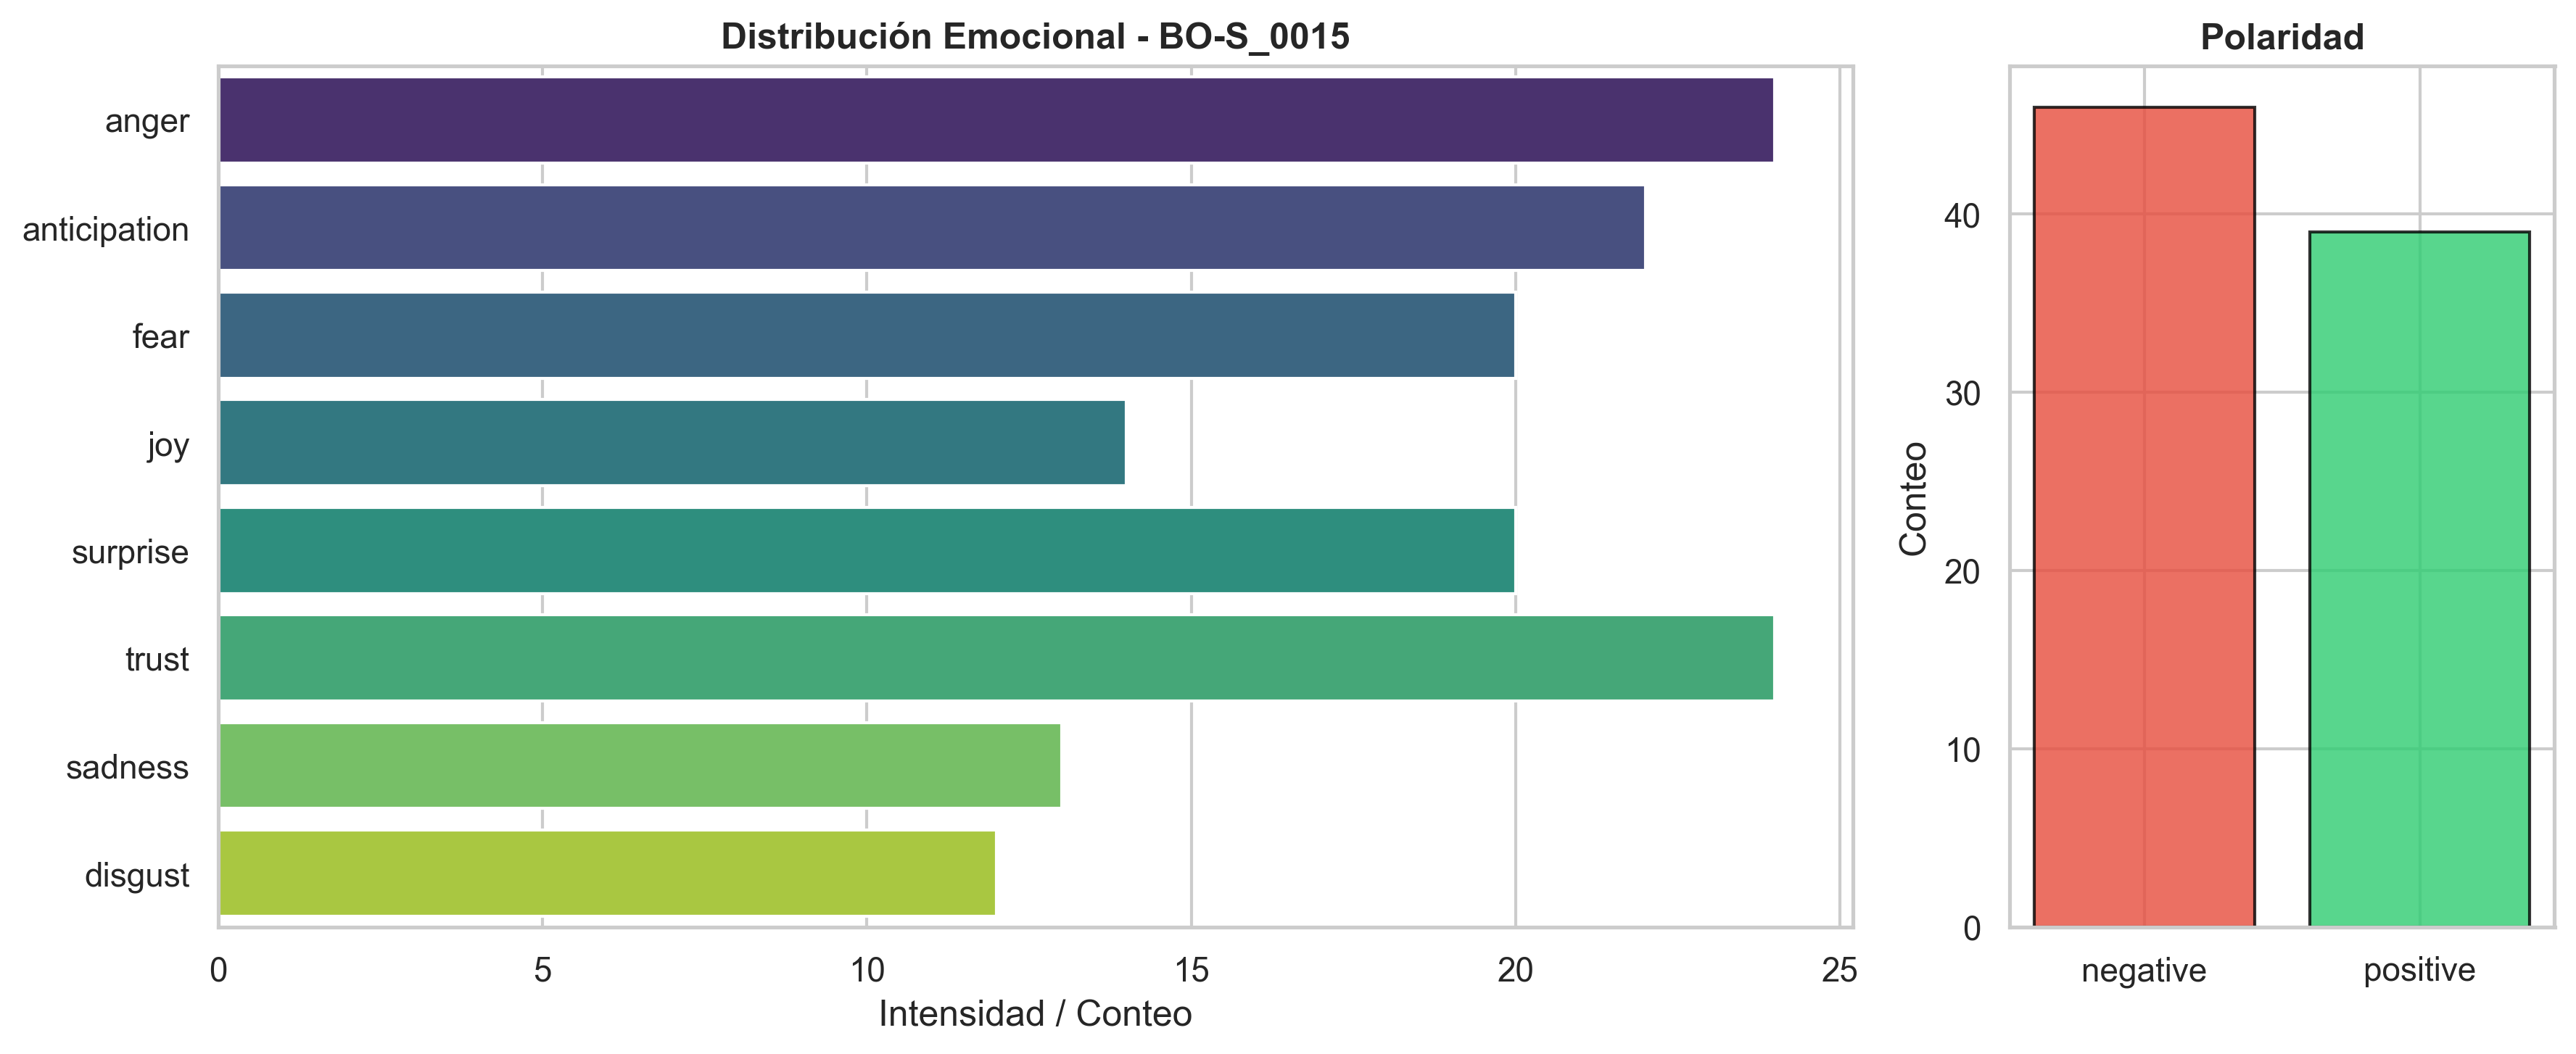 Distribución Emocional - BO-S_0015
anger
anticipation
fear
joy
surprise
trust
sadness
disgust
0 5 10 15 20 25
Intensidad / Conteo
Polaridad
Conteo
40
30
20
10
0
negative positive